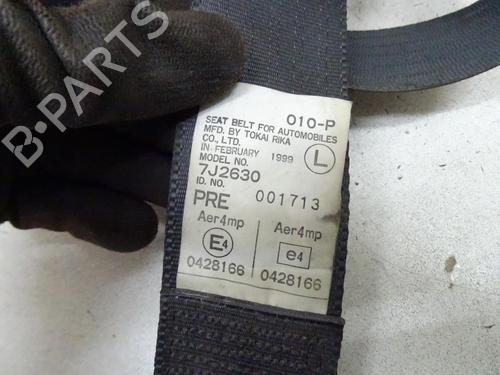 B-PARTS
010-P
SEAT BELT FOR AUTOMOBILES
MFD. BY TOKAI RIKA
CO., LTD.
IN. FEBRUARY 1999 L
MODEL NO.
7J2630
ID. NO.
PRE 001713
Aer4mp Aer4mp
E4 e4
0428166 0428166